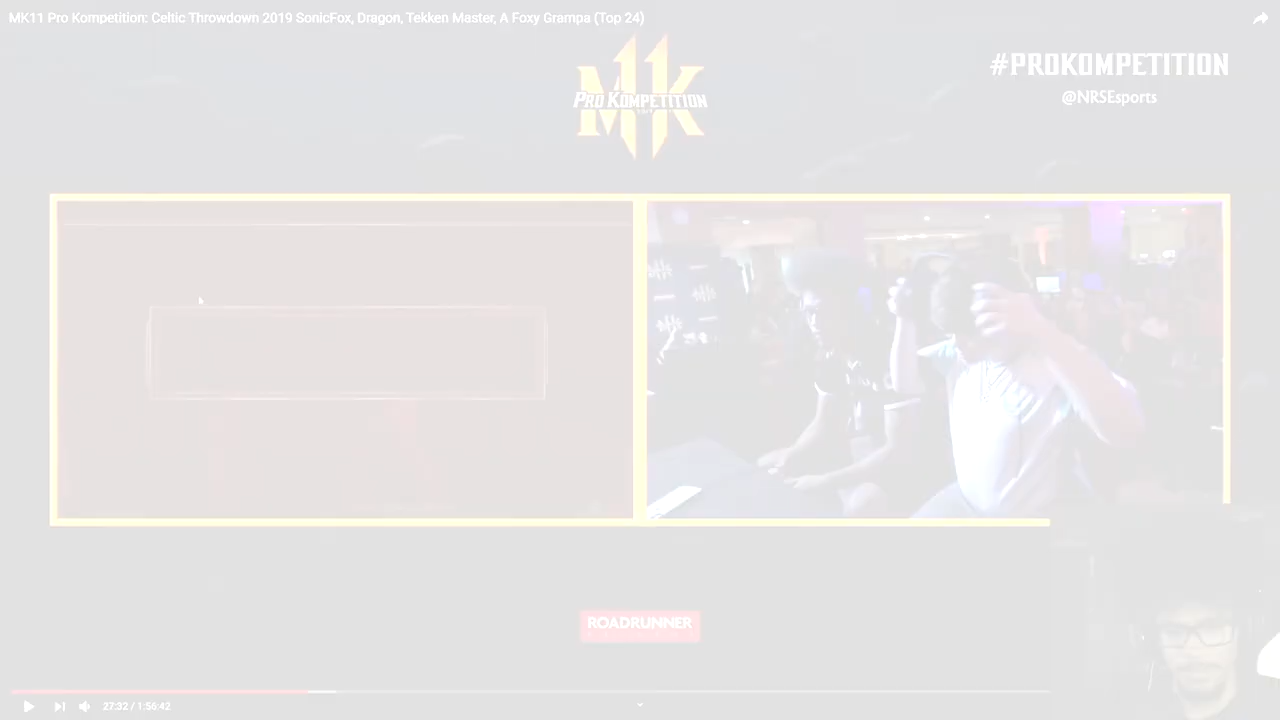 MK11 Pro Kompetition: Celtic Throwdown 2019 SonicFox, Dragon, Tekken Master, A Foxy Grampa (Top 24)
#PROKOMPETITION
@NRSEsports
MK11
PRO KOMPETITION
ROADRUNNER
27:32 / 1:56:42